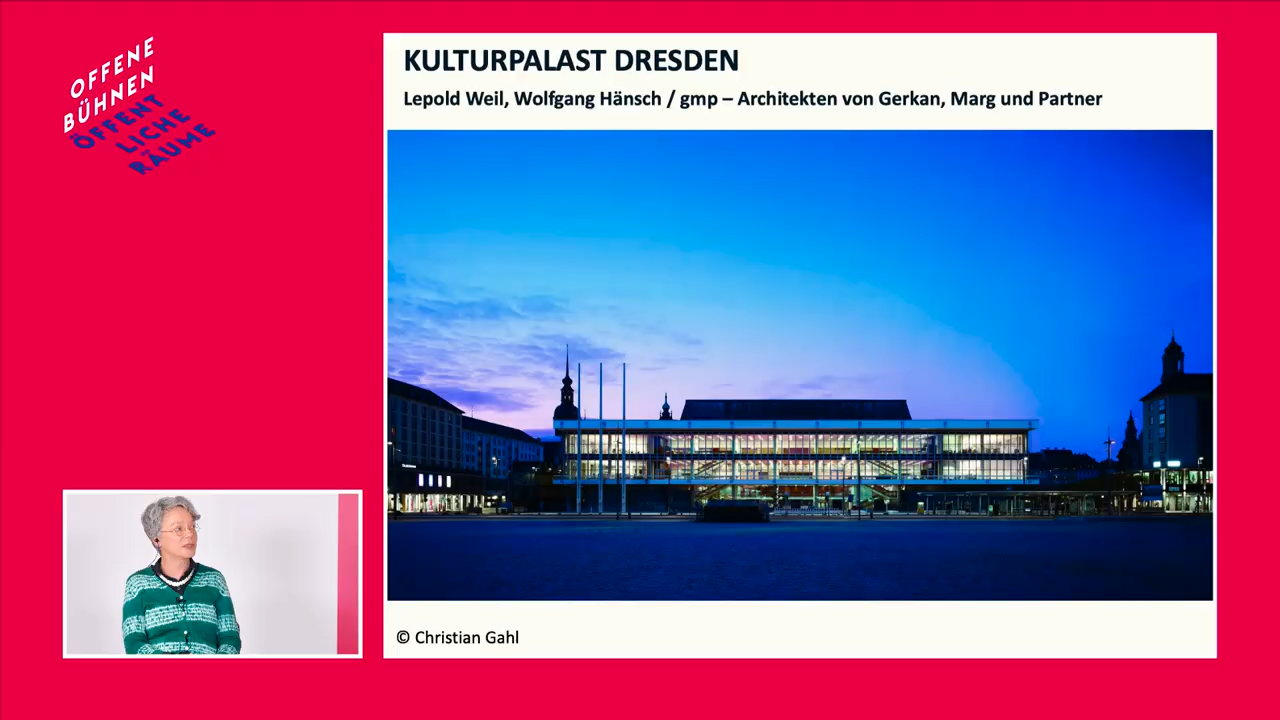 OFFENE
BÜHNEN
ÖFFENT
LICHE
RÄUME
KULTURPALAST DRESDEN
Lepold Weil, Wolfgang Hänsch / gmp – Architekten von Gerkan, Marg und Partner
© Christian Gahl